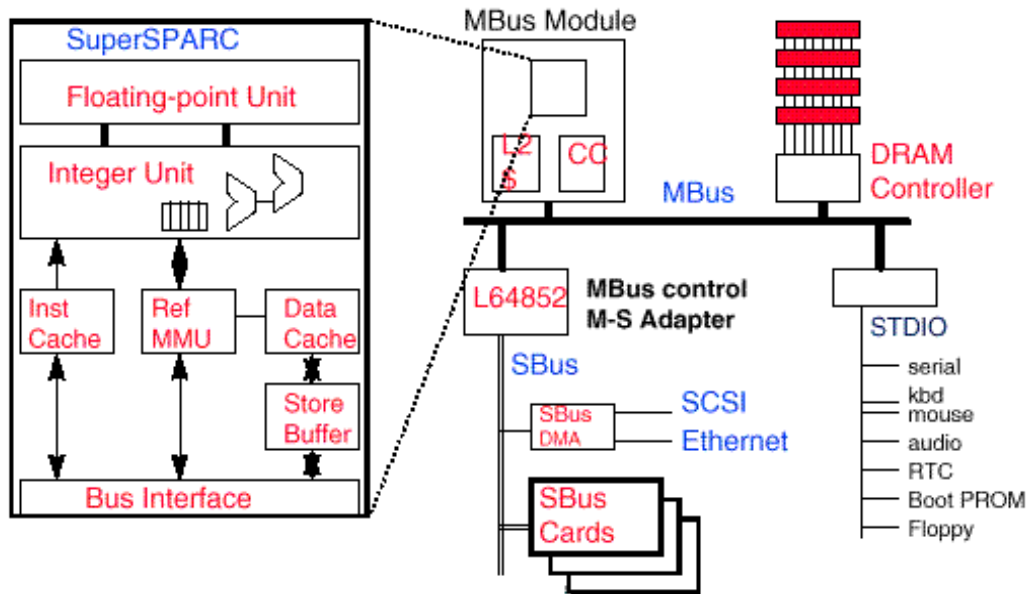 SuperSPARC
Floating-point Unit
Integer Unit
Inst
Cache
Ref
MMU
Data
Cache
Store
Buffer
Bus Interface
MBus Module
L2
$
CC
MBus
DRAM
Controller
L64852
MBus control
M-S Adapter
STDIO
serial
kbd
mouse
audio
RTC
Boot PROM
Floppy
SBus
SBus
DMA
SCSI
Ethernet
SBus
Cards